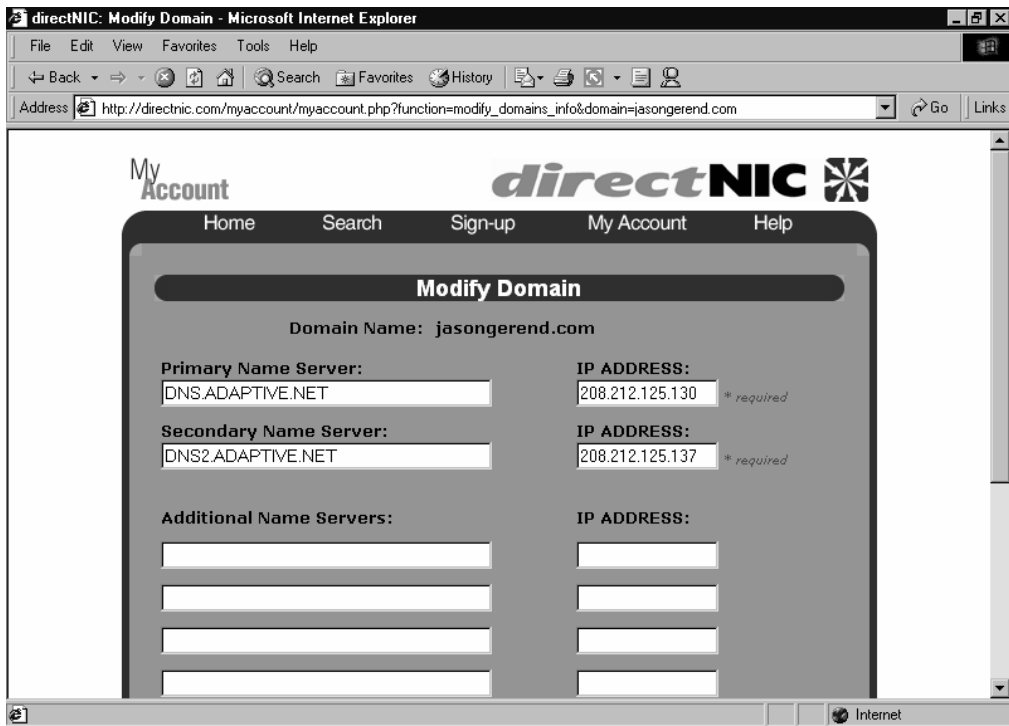 directNIC: Modify Domain - Microsoft Internet Explorer
File Edit View Favorites Tools Help
Back Search Favorites History
Address http://directnic.com/myaccount/myaccount.php?function=modify_domains_info&domain=jasongerend.com Go Links
My Account directNIC
Home Search Sign-up My Account Help
Modify Domain
Domain Name: jasongerend.com
Primary Name Server: IP ADDRESS:
DNS.ADAPTIVE.NET 208.212.125.130 * required
Secondary Name Server: IP ADDRESS:
DNS2.ADAPTIVE.NET 208.212.125.137 * required
Additional Name Servers: IP ADDRESS:
Internet